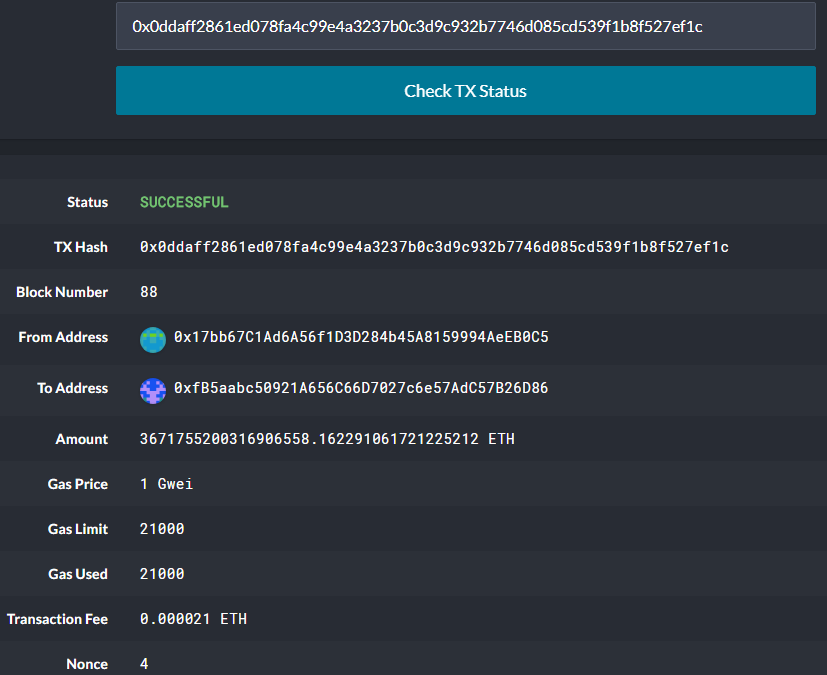 0x0ddaff2861ed078fa4c99e4a3237b0c3d9c932b7746d085cd539f1b8f527ef1c
Check TX Status
Status SUCCESSFUL
TX Hash 0x0ddaff2861ed078fa4c99e4a3237b0c3d9c932b7746d085cd539f1b8f527ef1c
Block Number 88
From Address 0x17bb67C1Ad6A56f1D3D284b45A8159994AeEB0C5
To Address 0xfB5aabc50921A656C66D7027c6e57AdC57B26D86
Amount 3671755200316906558.162291061721225212 ETH
Gas Price 1 Gwei
Gas Limit 21000
Gas Used 21000
Transaction Fee 0.000021 ETH
Nonce 4